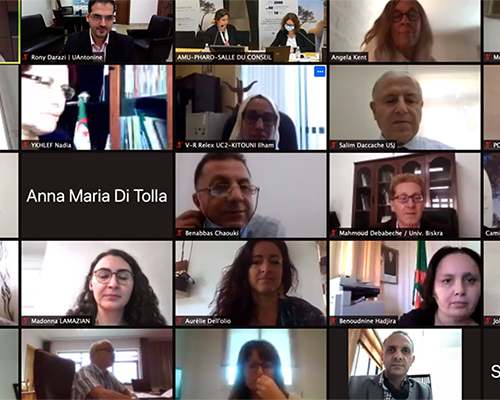 Rony Darazi | UAntonine
AMU-PHARO-SALLE DU CONSEIL
Angela Kent
YKHLEF Nadia
V-R Relex UC2-KITOUNI Ilham
Salim Daccache USJ
Anna Maria Di Tolla
Benabbas Chaouki
Mahmoud Debabeche / Univ. Biskra
Cami
Madonna LAMAZIAN
Aurélie Dell'olio
Benoudnine Hadjira
S